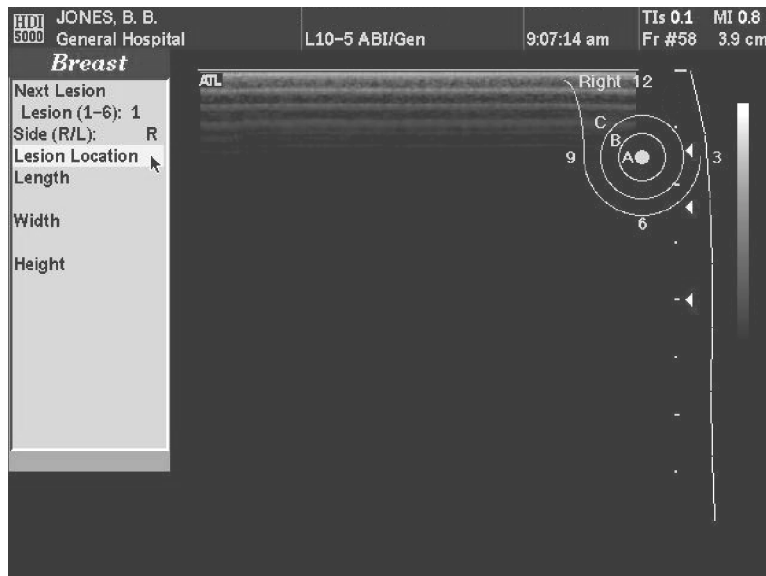 HDI 5000
JONES, B. B.
General Hospital
L10-5 ABI/Gen
9:07:14 am
TIs 0.1
MI 0.8
Fr #58
3.9 cm
Breast
Next Lesion
Lesion (1-6): 1
Side (R/L): R
Lesion Location
Length
Width
Height
ATL
Right 12
C
B
A
9
3
6